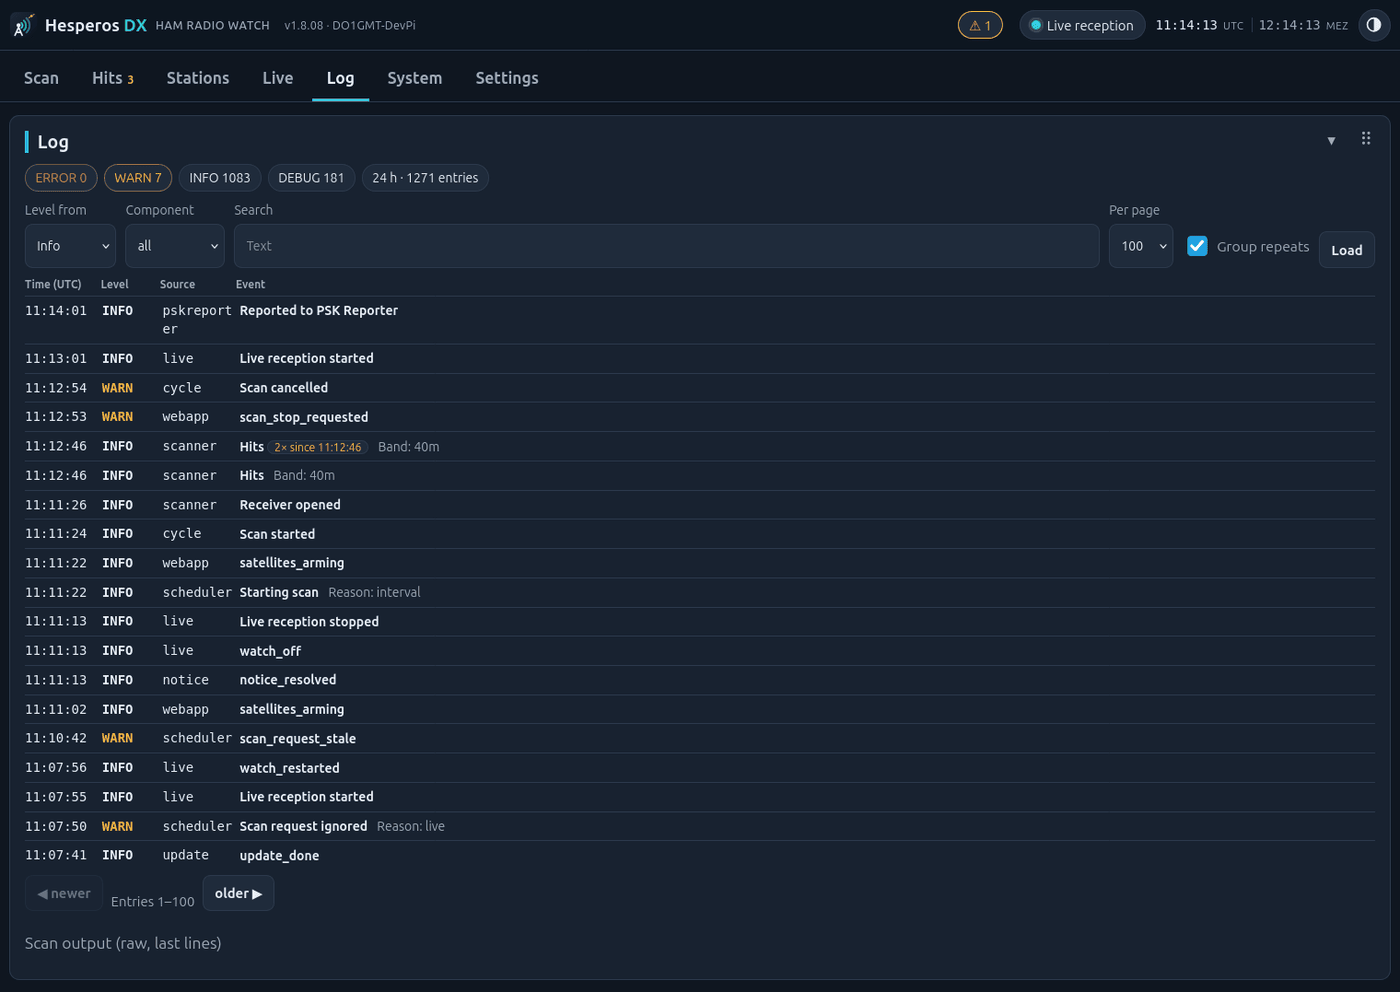 Hesperos DX HAM RADIO WATCH v1.8.08 · DO1GMT-DevPi ⚠ 1 Live reception 11:14:13 UTC 12:14:13 MEZ
Scan Hits 3 Stations Live Log System Settings
Log
ERROR 0 WARN 7 INFO 1083 DEBUG 181 24 h · 1271 entries
Level from Component Search Per page
Info all Text 100 Group repeats Load
Time (UTC) Level Source Event
11:14:01 INFO pskreport Reported to PSK Reporter
er
11:13:01 INFO live Live reception started
11:12:54 WARN cycle Scan cancelled
11:12:53 WARN webapp scan_stop_requested
11:12:46 INFO scanner Hits 2× since 11:12:46 Band: 40m
11:12:46 INFO scanner Hits Band: 40m
11:11:26 INFO scanner Receiver opened
11:11:24 INFO cycle Scan started
11:11:22 INFO webapp satellites_arming
11:11:22 INFO scheduler Starting scan Reason: interval
11:11:13 INFO live Live reception stopped
11:11:13 INFO live watch_off
11:11:13 INFO notice notice_resolved
11:11:02 INFO webapp satellites_arming
11:10:42 WARN scheduler scan_request_stale
11:07:56 INFO live watch_restarted
11:07:55 INFO live Live reception started
11:07:50 WARN scheduler Scan request ignored Reason: live
11:07:41 INFO update update_done
◀ newer Entries 1–100 older ▶
Scan output (raw, last lines)